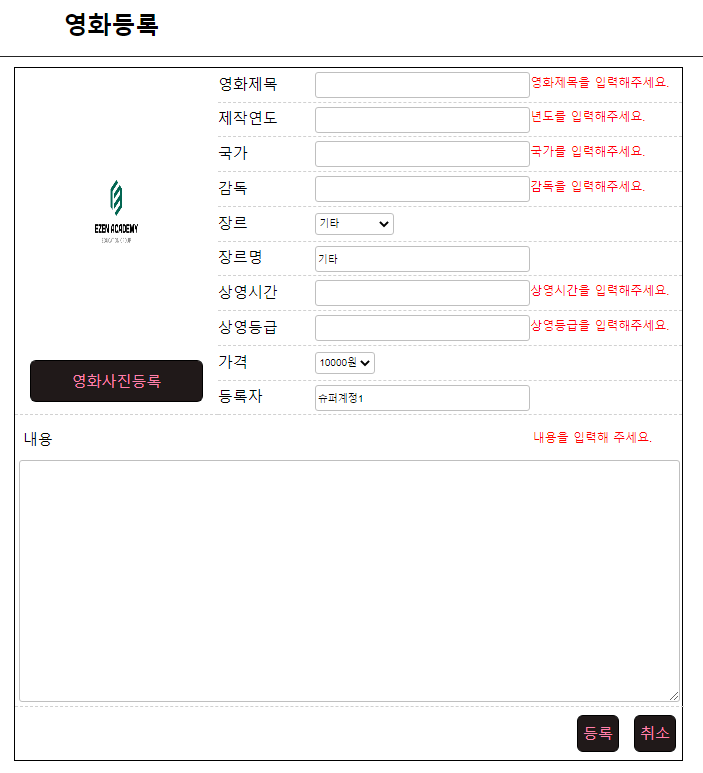 영화등록
영화제목 영화제목을 입력해주세요.
제작연도 년도를 입력해주세요.
국가 국가를 입력해주세요.
감독 감독을 입력해주세요.
장르 기타
장르명 기타
상영시간 상영시간을 입력해주세요.
상영등급 상영등급을 입력해주세요.
가격 10000원
등록자 슈퍼계정1
EZEN ACADEMY
EDUCATION GROUP
영화사진등록
내용 내용을 입력해 주세요.
등록 취소